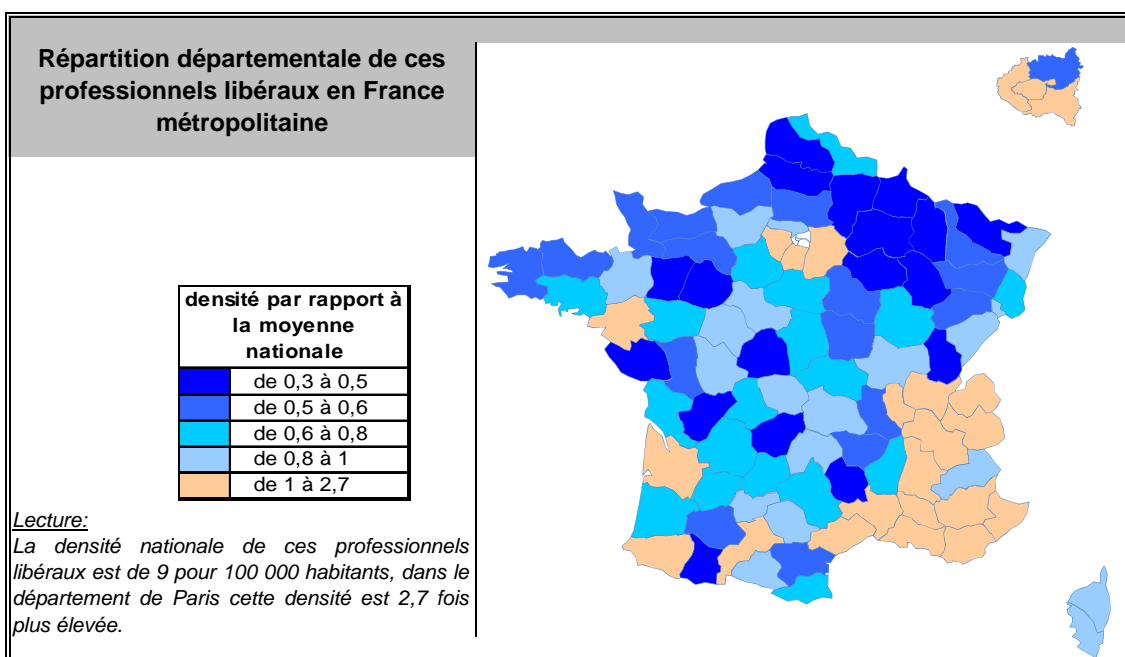 Répartition départementale de ces
professionnels libéraux en France
métropolitaine
densité par rapport à
la moyenne
nationale
de 0,3 à 0,5
de 0,5 à 0,6
de 0,6 à 0,8
de 0,8 à 1
de 1 à 2,7
Lecture:
La densité nationale de ces professionnels
libéraux est de 9 pour 100 000 habitants, dans le
département de Paris cette densité est 2,7 fois
plus élevée.